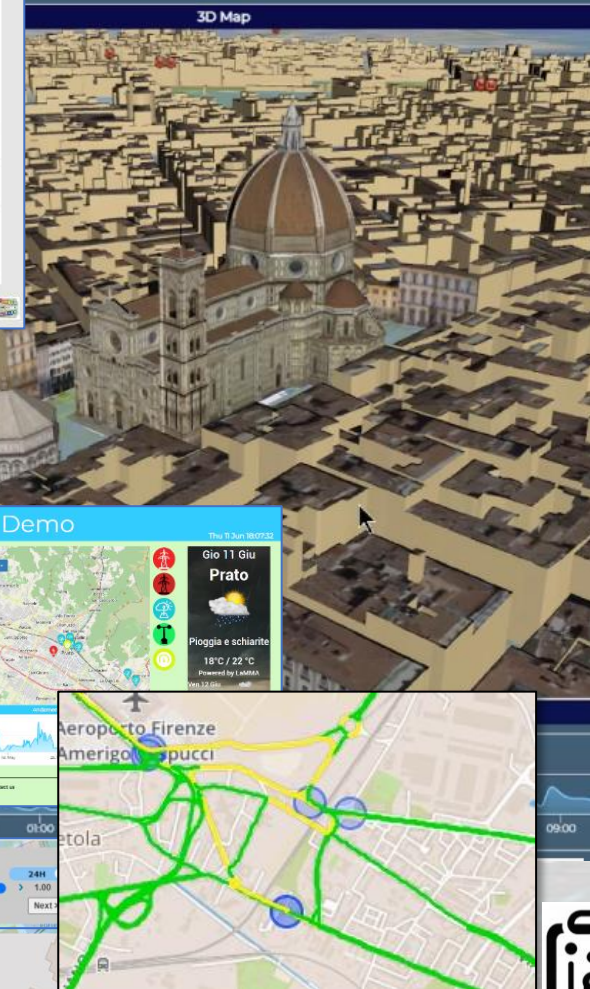 3D Map
Demo
Thu 11 Jun 18:07:32
Gio 11 Giu
Prato
Pioggia e schiarite
18°C / 22 °C
Powered by LaMMA
Ven 12 Giu
Aeroporto Firenze
Amerigo
pucci
etola
01:00
09:00
24H
1.00
Next